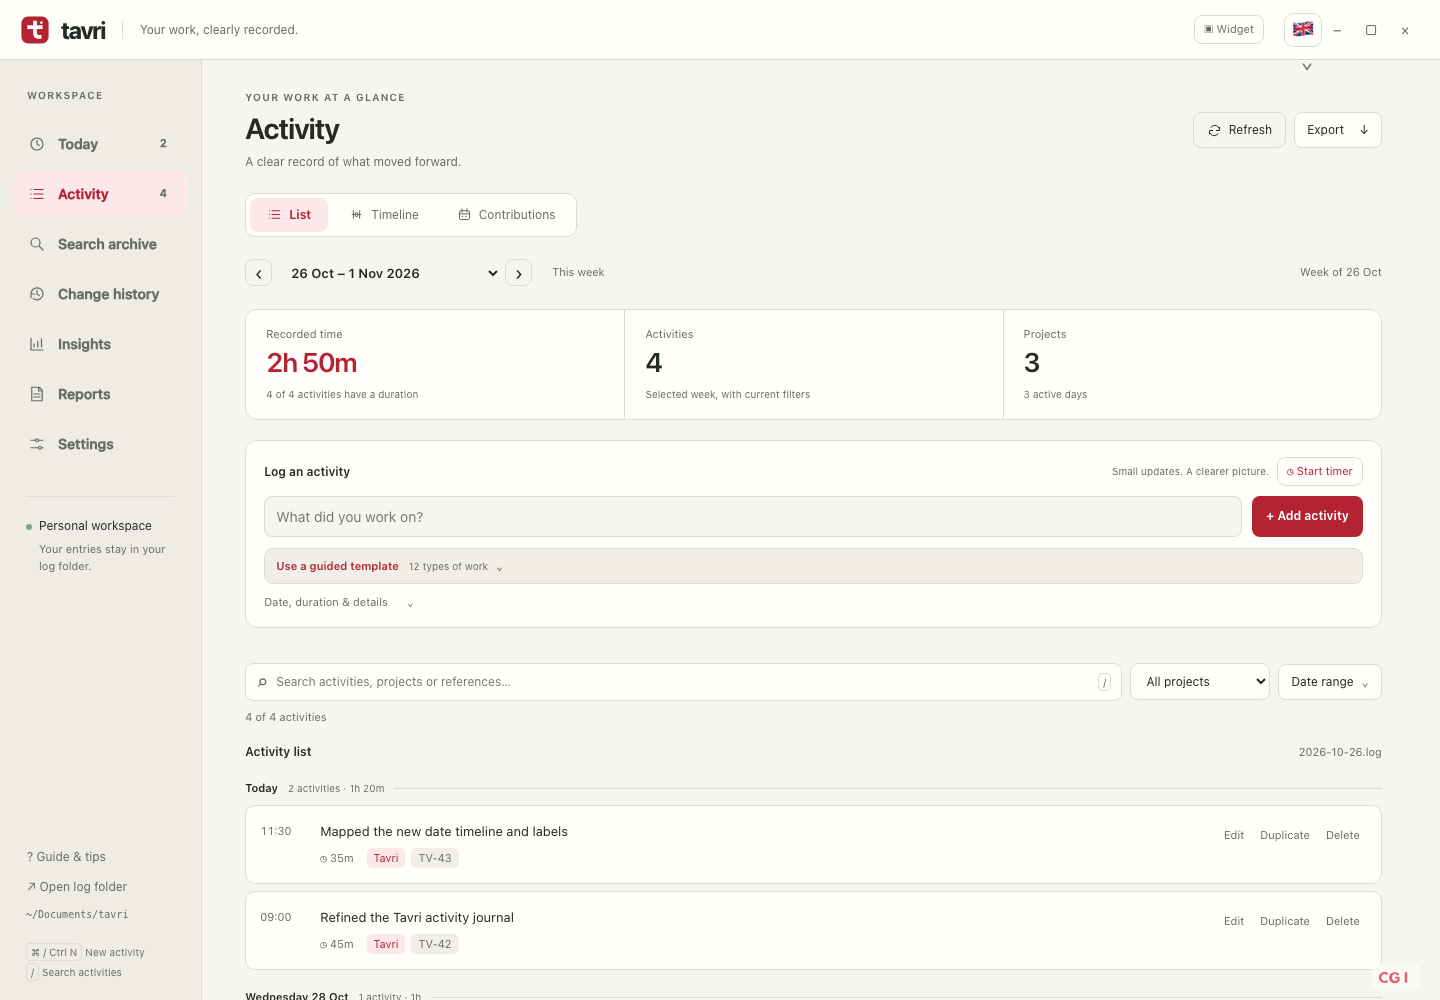 tavri
Your work, clearly recorded.
Widget
WORKSPACE
Today 2
Activity 4
Search archive
Change history
Insights
Reports
Settings
Personal workspace
Your entries stay in your
log folder.
? Guide & tips
↗ Open log folder
~/Documents/tavri
⌘ / Ctrl N New activity
/ Search activities
YOUR WORK AT A GLANCE
Activity
A clear record of what moved forward.
Refresh
Export ↓
List
Timeline
Contributions
26 Oct – 1 Nov 2026
This week
Week of 26 Oct
Recorded time
2h 50m
4 of 4 activities have a duration
Activities
4
Selected week, with current filters
Projects
3
3 active days
Log an activity
Small updates. A clearer picture.
Start timer
What did you work on?
+ Add activity
Use a guided template 12 types of work
Date, duration & details
Search activities, projects or references...
/
All projects
Date range
4 of 4 activities
Activity list
2026-10-26.log
Today 2 activities · 1h 20m
11:30 Mapped the new date timeline and labels
Edit Duplicate Delete
35m Tavri TV-43
09:00 Refined the Tavri activity journal
Edit Duplicate Delete
45m Tavri TV-42
Wednesday 28 Oct 1 activity · 1h
CGI